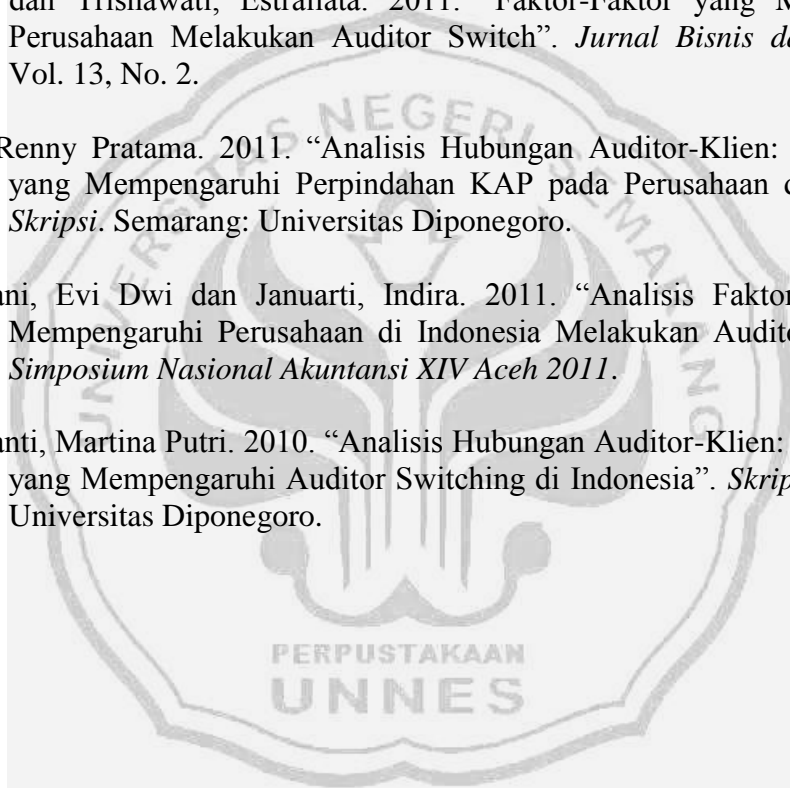 dan Trisnawati, Estralita. 2011. "Faktor-Faktor yang M
Perusahaan Melakukan Auditor Switch". Jurnal Bisnis da
Vol. 13, No. 2.
Renny Pratama. 2011. “Analisis Hubungan Auditor-Klien:
yang Mempengaruhi Perpindahan KAP pada Perusahaan d
Skripsi. Semarang: Universitas Diponegoro.
ani, Evi Dwi dan Januarti, Indira. 2011. “Analisis Faktor
Mempengaruhi Perusahaan di Indonesia Melakukan Audito
Simposium Nasional Akuntansi XIV Aceh 2011.
anti, Martina Putri. 2010. “Analisis Hubungan Auditor-Klien:
yang Mempengaruhi Auditor Switching di Indonesia”. Skrip
Universitas Diponegoro.
UNIVERSITAS NEGERI SEMARANG
PERPUSTAKAAN
UNNES